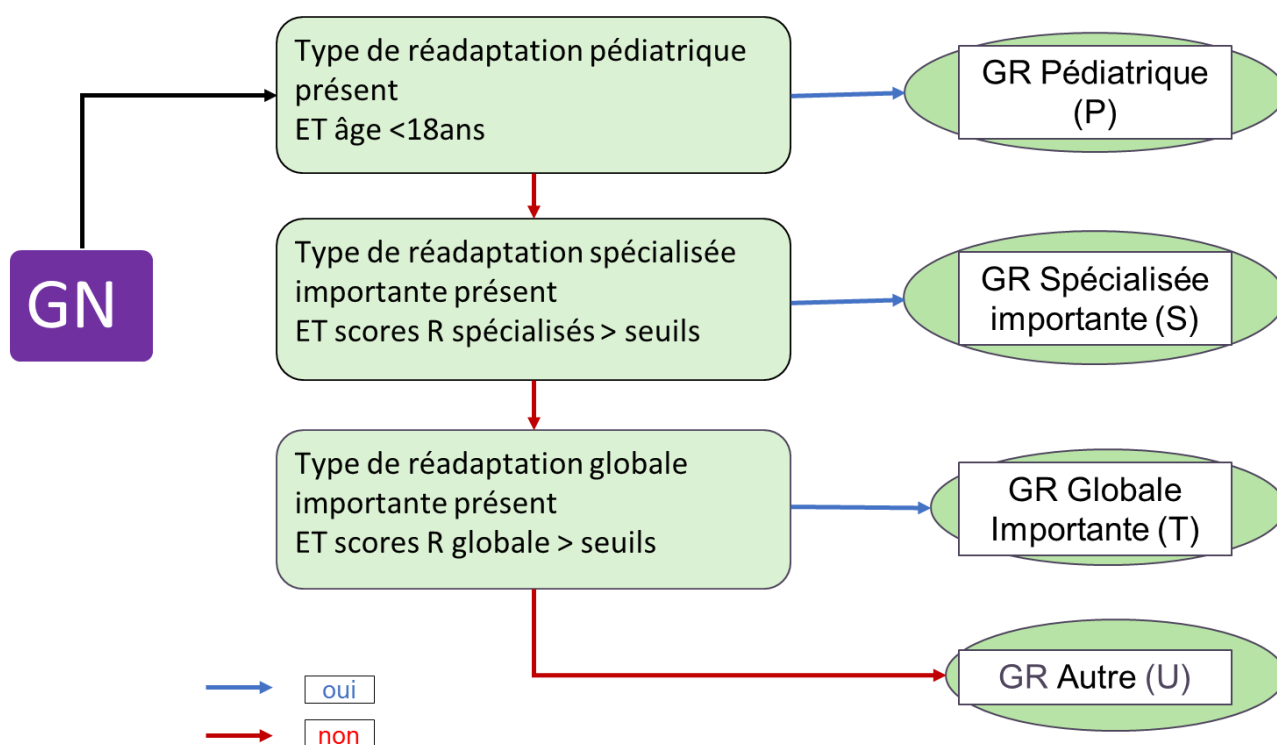 Type de réadaptation pédiatrique
présent
ET âge <18ans
GR Pédiatrique
(P)
GN
Type de réadaptation spécialisée
importante présent
ET scores R spécialisés > seuils
GR Spécialisée
importante (S)
Type de réadaptation globale
importante présent
ET scores R globale > seuils
GR Globale
Importante (T)
GR Autre (U)
oui
non